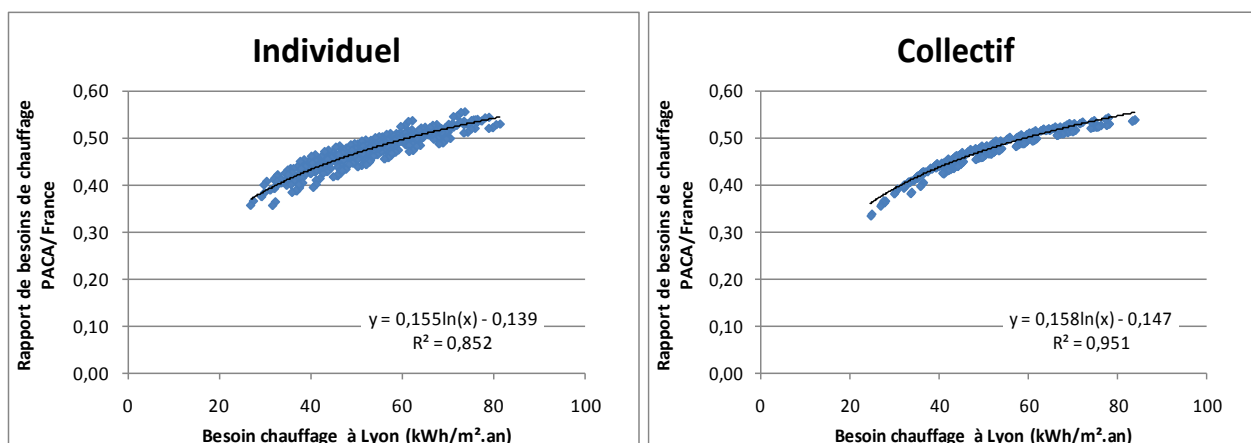 Individuel
Rapport de besoins de chauffage
PACA/France
0,60
0,50
0,40
0,30
0,20
0,10
0,00
y = 0,155ln(x) - 0,139
R² = 0,852
0 20 40 60 80 100
Besoin chauffage à Lyon (kWh/m².an)
Collectif
Rapport de besoins de chauffage
PACA/France
0,60
0,50
0,40
0,30
0,20
0,10
0,00
y = 0,158ln(x) - 0,147
R² = 0,951
0 20 40 60 80 100
Besoin chauffage à Lyon (kWh/m².an)